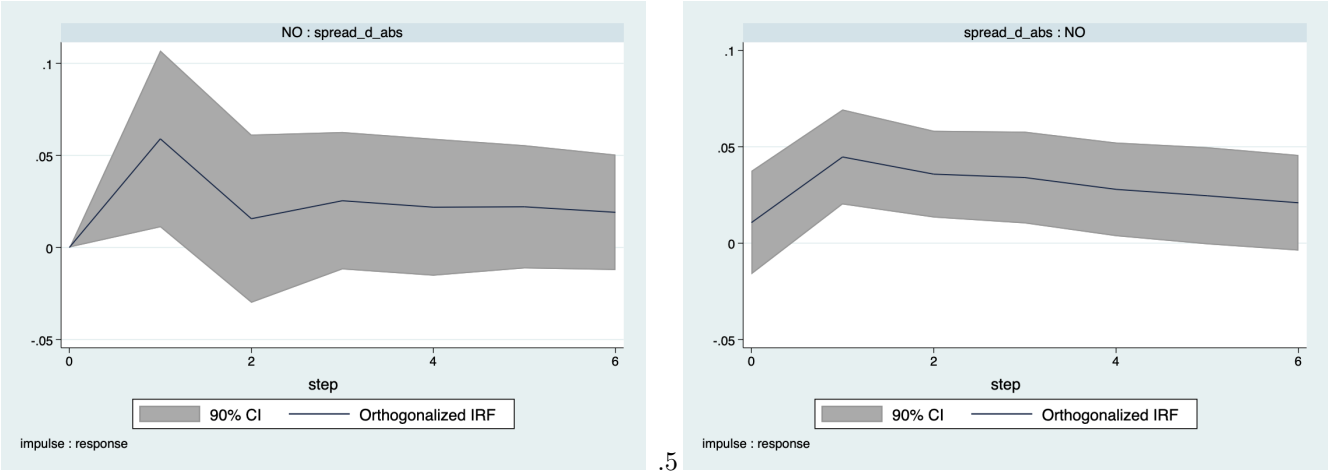 NO : spread_d_abs
.1
.05
0
-.05
0 2 4 6
step
90% CI Orthogonalized IRF
impulse : response
.5
spread_d_abs : NO
.1
.05
0
-.05
0 2 4 6
step
90% CI Orthogonalized IRF
impulse : response